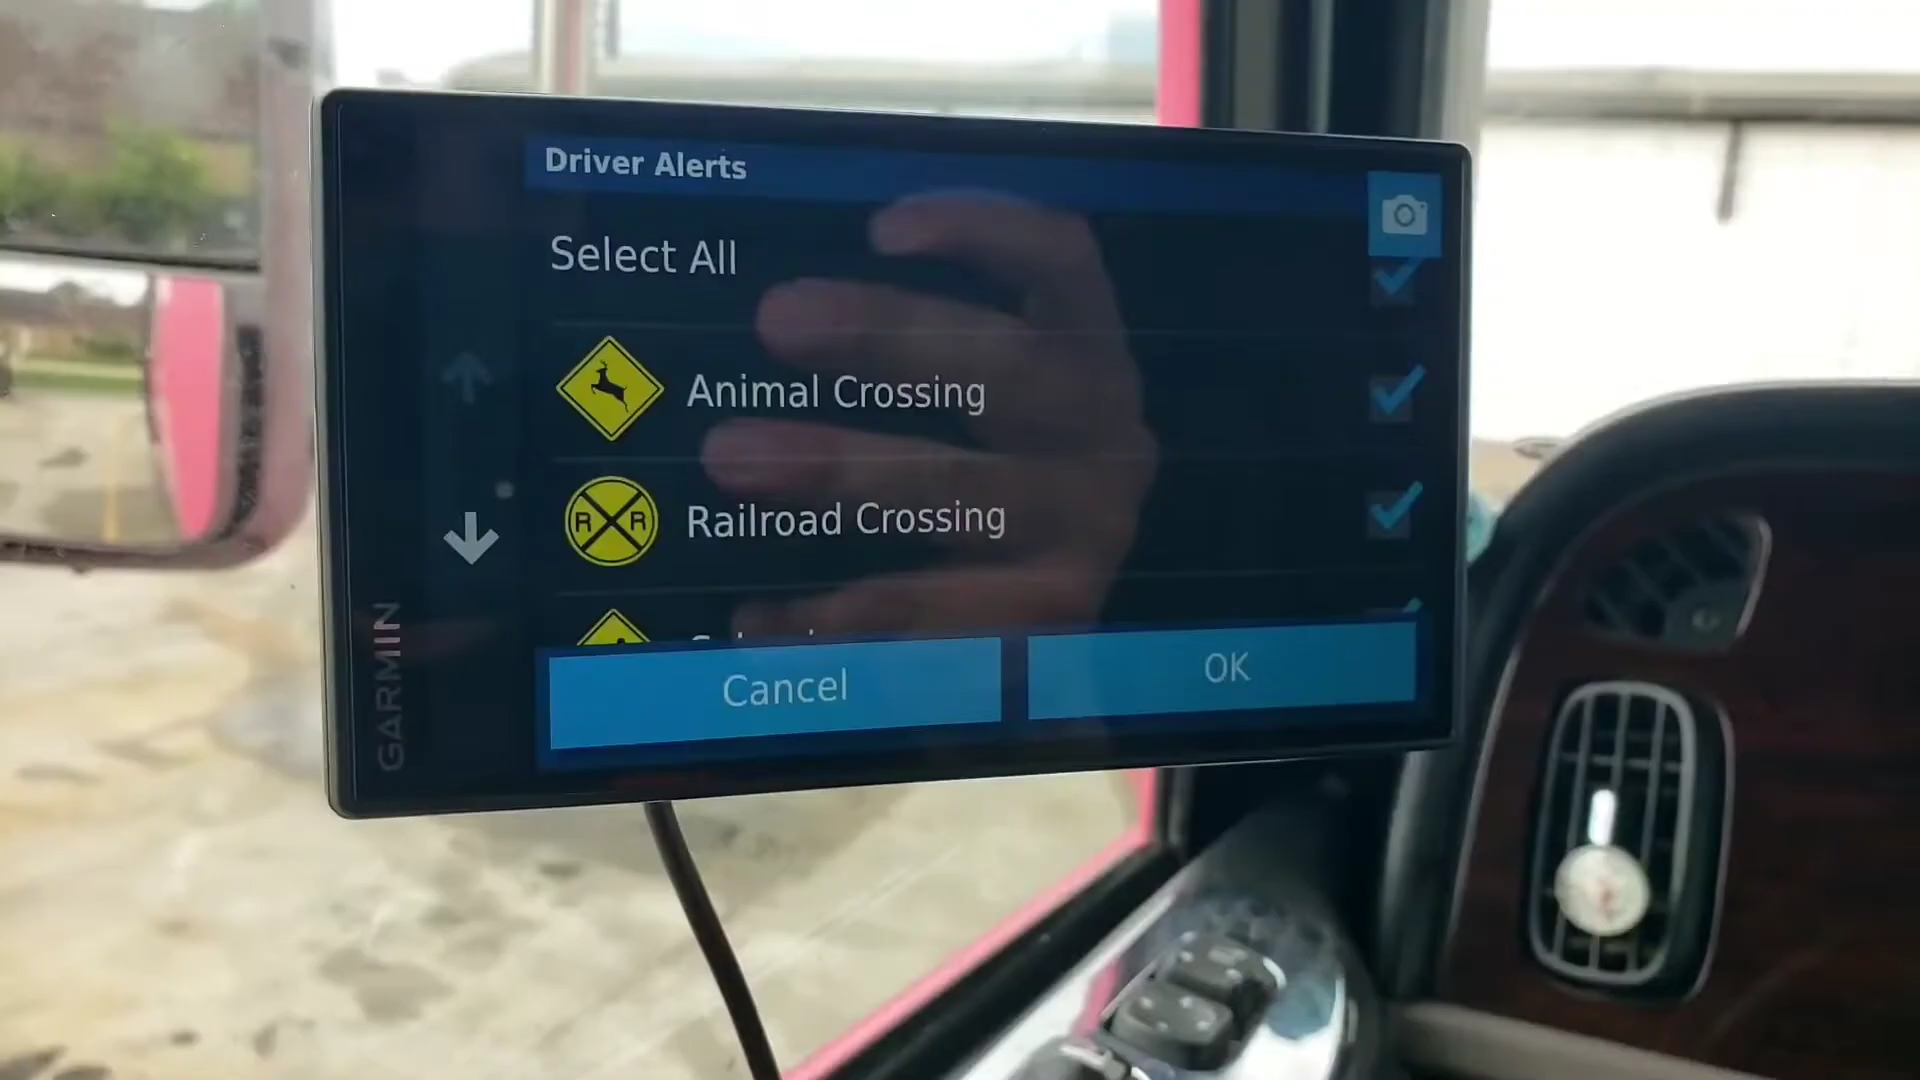 Driver Alerts
Select All
Animal Crossing
R R
Railroad Crossing
Cancel
OK
GARMIN